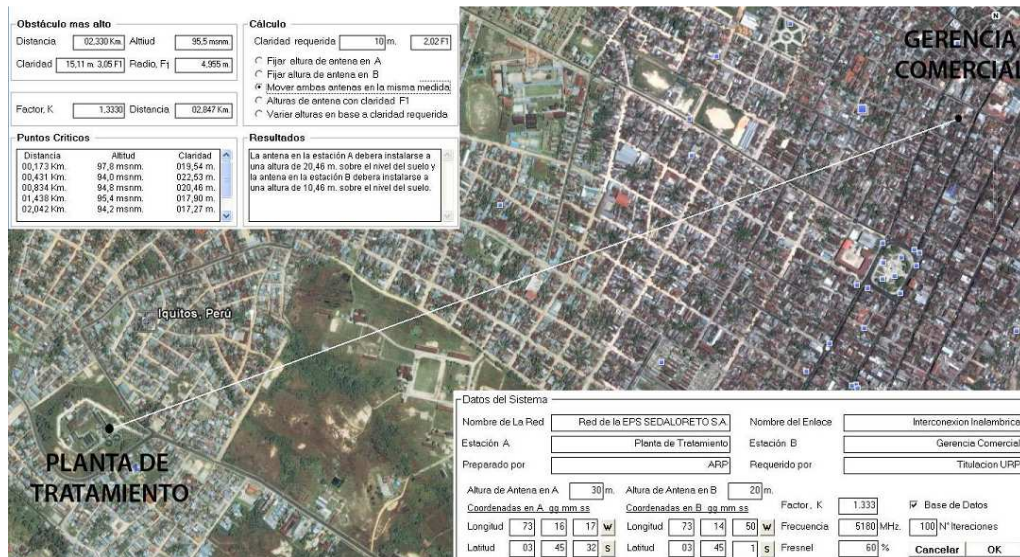 Obstáculo mas alto
Distancia 02,330 Km. Altiud 95,5 msnm.
Claridad 15,11 m. 3,05 F1 Radio, F1 4,955 m.
Factor, K 1.3330 Distancia 02,847 Km.
Puntos Criticos
Distancia Altitud Claridad
00,173 Km. 97,8 msnm. 019,54 m.
00,431 Km. 94,0 msnm. 022,53 m.
00,834 Km. 94,8 msnm. 020,46 m.
01,438 Km. 95,4 msnm. 017,90 m.
02,042 Km. 94,2 msnm. 017,27 m.
Cálculo
Claridad requerida 10 m. 2,02 F1
Fijar altura de antena en A
Fijar altura de antena en B
Mover ambas antenas en la misma medida
Alturas de antena con claridad F1
Variar alturas en base a claridad requerida
Resultados
La antena en la estación A debera instalarse a
una altura de 20,46 m. sobre el nivel del suelo y
la antena en la estación B debera instalarse a
una altura de 10,46 m. sobre el nivel del suelo.
N
GERENCIA
COMERCIAL
Iquitos, Perú
PLANTA DE
TRATAMIENTO
Datos del Sistema
Nombre de La Red Red de la EPS SEDALORETO S.A. Nombre del Enlace Interconexion Inalambrica
Estación A Planta de Tratamiento Estación B Gerencia Comercial
Preparado por ARP Requerido por Titulacion URP
Altura de Antena en A 30 m. Altura de Antena en B 20 m.
Coordenadas en A gg mm ss Coordenadas en B gg mm ss Factor, K 1.333 Base de Datos
Longitud 73 16 17 W Longitud 73 14 50 W Frecuencia 5180 MHz. 100 N° Iteraciones
Latitud 03 45 32 S Latitud 03 45 1 S Fresnel 60 % Cancelar OK